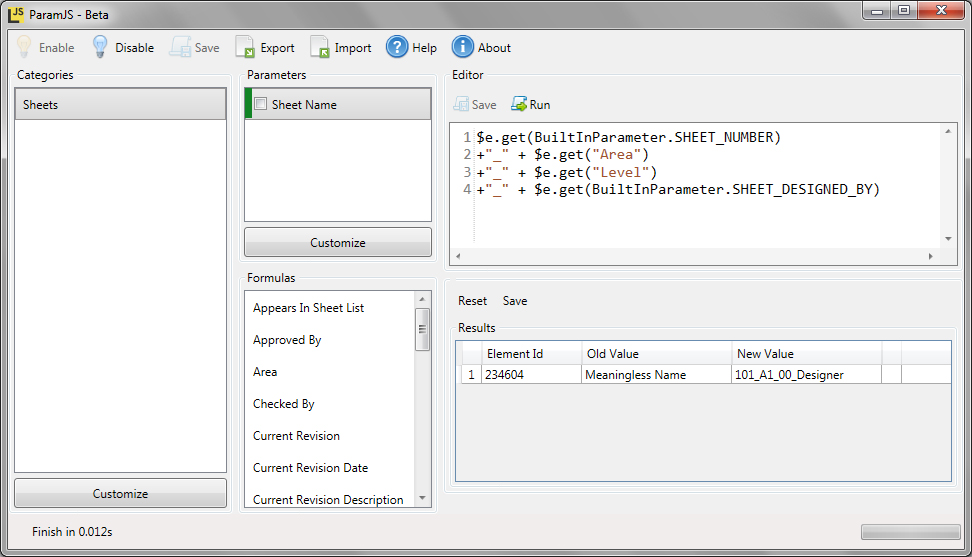 JS ParamJS - Beta
Enable Disable Save Export Import Help About
Categories
Sheets
Customize
Parameters
Sheet Name
Customize
Formulas
Appears In Sheet List
Approved By
Area
Checked By
Current Revision
Current Revision Date
Current Revision Description
Editor
Save Run
1 $e.get(BuiltInParameter.SHEET_NUMBER)
2 +"_" + $e.get("Area")
3 +"_" + $e.get("Level")
4 +"_" + $e.get(BuiltInParameter.SHEET_DESIGNED_BY)
Reset Save
Results
Element Id Old Value New Value
1 234604 Meaningless Name 101_A1_00_Designer
Finish in 0.012s